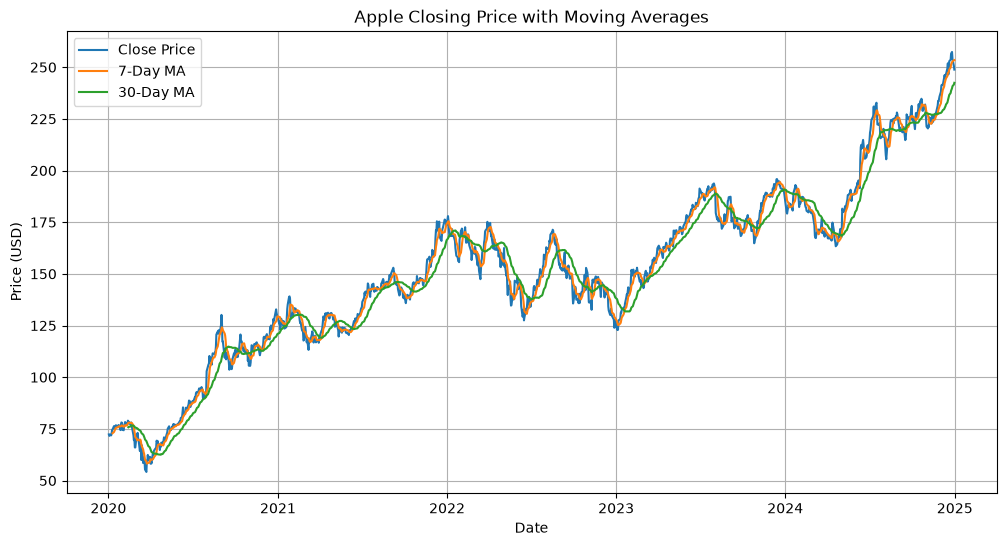 Apple Closing Price with Moving Averages
Close Price
7-Day MA
30-Day MA
Price (USD)
250
225
200
175
150
125
100
75
50
2020
2021
2022
2023
2024
2025
Date